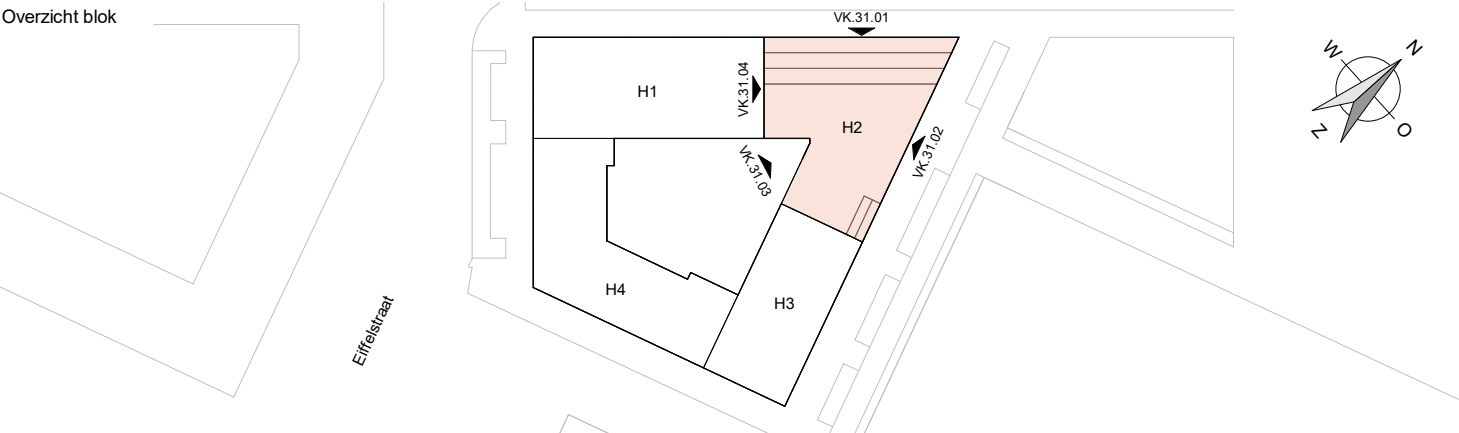 Overzicht blok
VK.31.01
W
N
VK.31.04
H1
H2
VK.31.02
Z
O
VK.31.03
H4
H3
Eiffelstraat